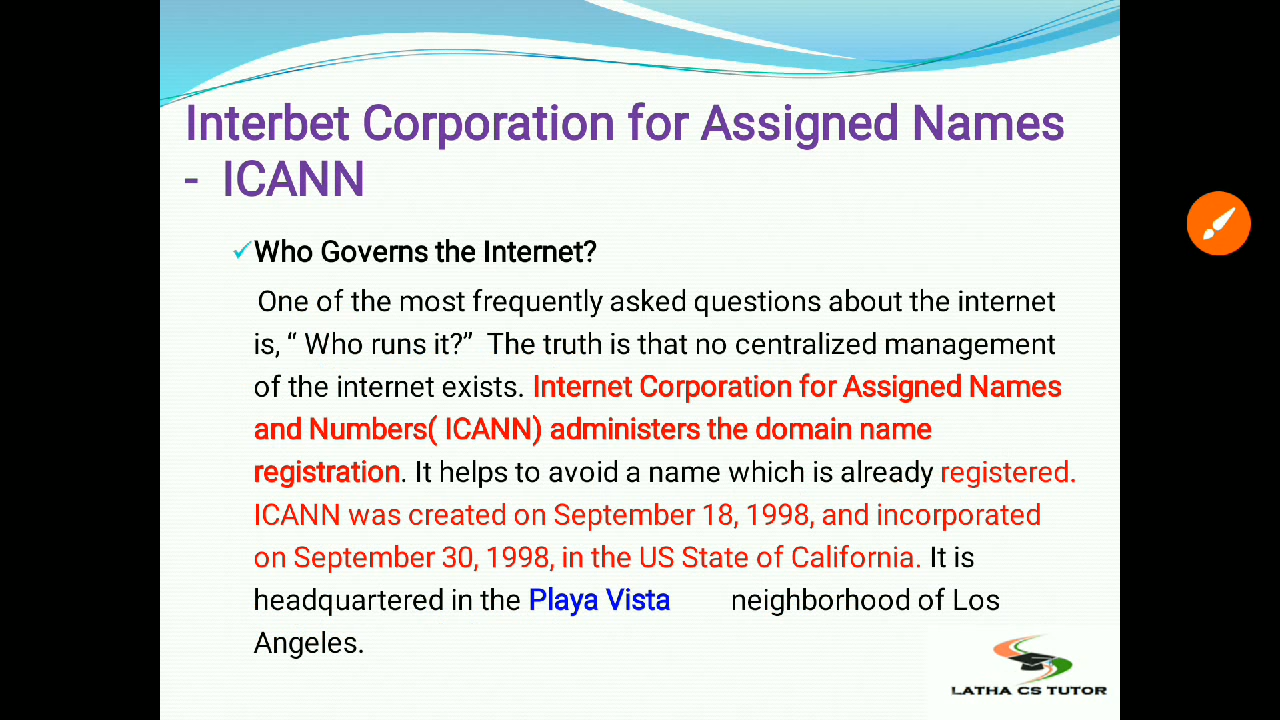 Interbet Corporation for Assigned Names
- ICANN
✓Who Governs the Internet?
One of the most frequently asked questions about the internet
is, “ Who runs it?” The truth is that no centralized management
of the internet exists. Internet Corporation for Assigned Names
and Numbers( ICANN) administers the domain name
registration. It helps to avoid a name which is already registered.
ICANN was created on September 18, 1998, and incorporated
on September 30, 1998, in the US State of California. It is
headquartered in the Playa Vista neighborhood of Los
Angeles.
LATHA CS TUTOR